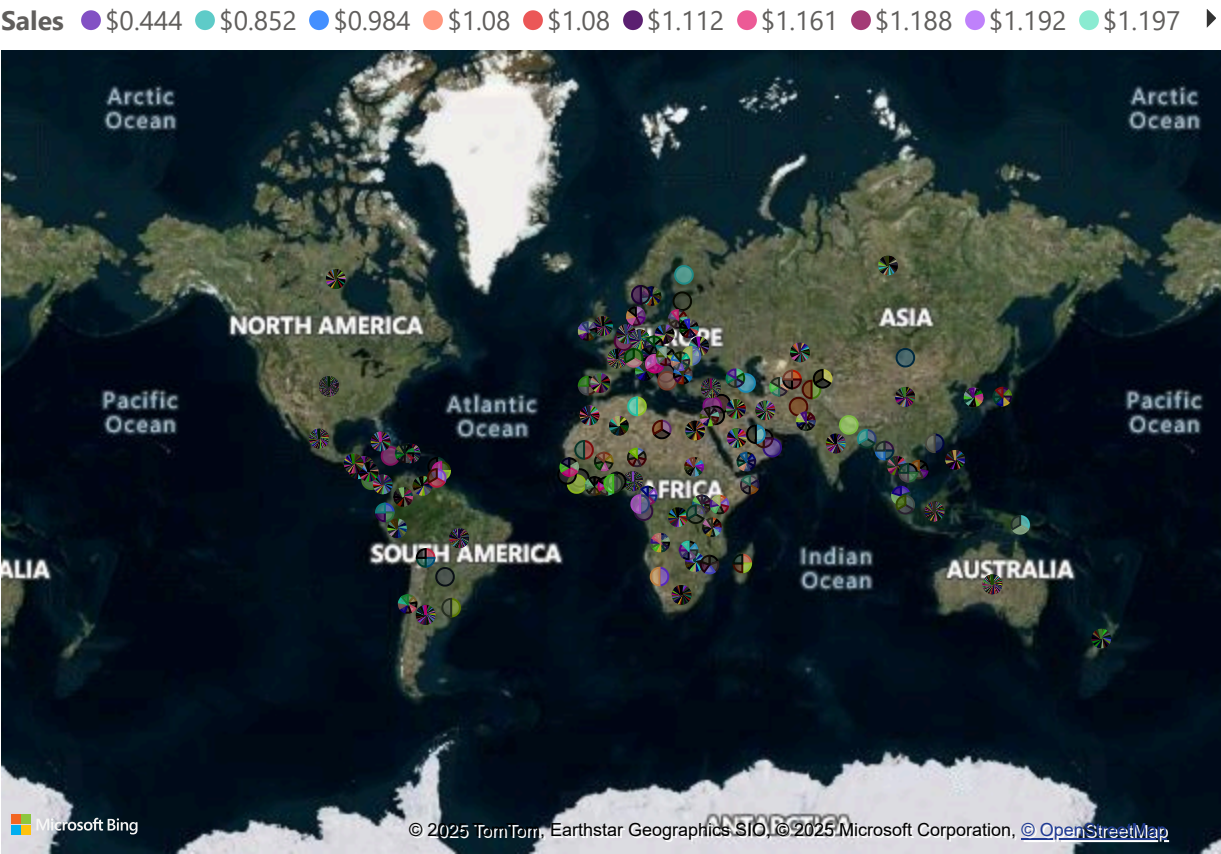 Sales $0.444 $0.852 $0.984 $1.08 $1.08 $1.112 $1.161 $1.188 $1.192 $1.197
Arctic
Ocean
Arctic
Ocean
NORTH AMERICA
EUROPE
ASIA
Pacific
Ocean
Atlantic
Ocean
Pacific
Ocean
AFRICA
SOUTH AMERICA
Indian
Ocean
ALIA
AUSTRALIA
ANTARCTICA
Microsoft Bing
© 2025 TomTom, Earthstar Geographics SIO, © 2025 Microsoft Corporation, © OpenStreetMap